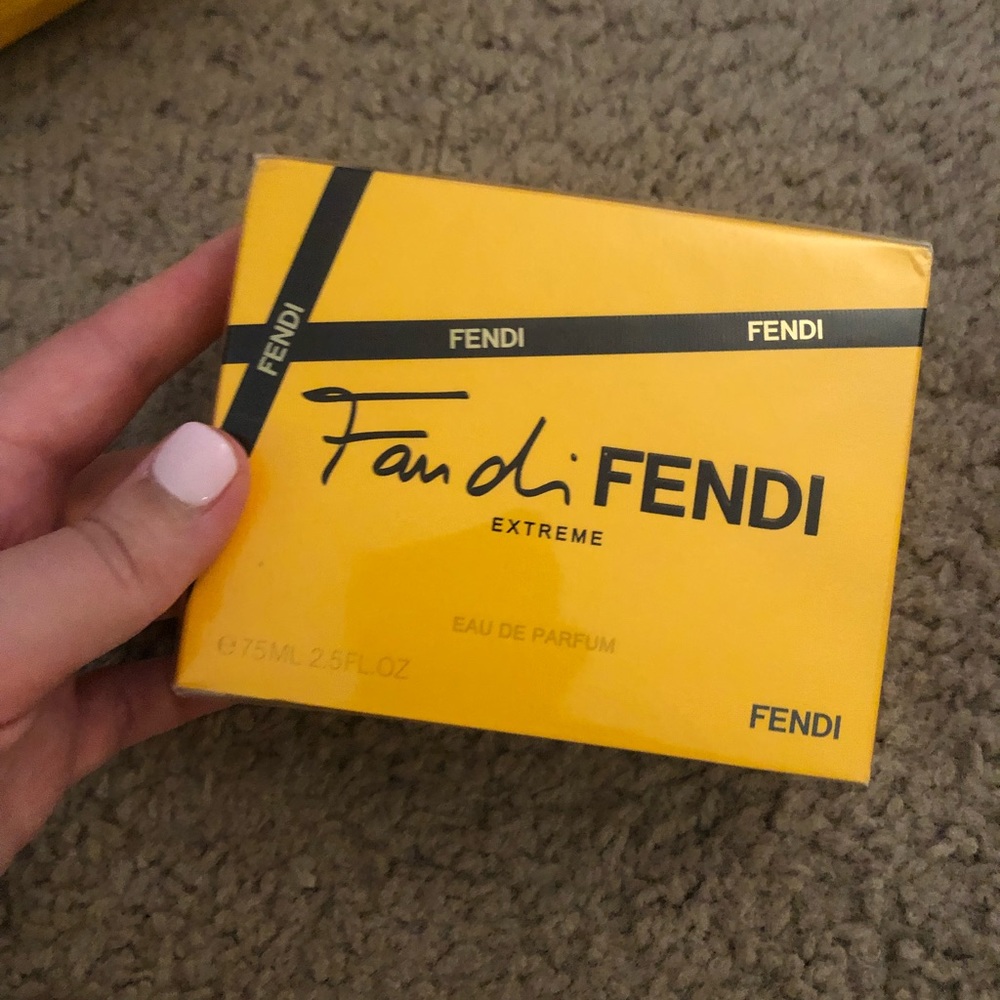 FENDI
FENDI
FENDI
Fan di FENDI
EXTREME
EAU DE PARFUM
℮75ML 2.5FL.OZ
FENDI